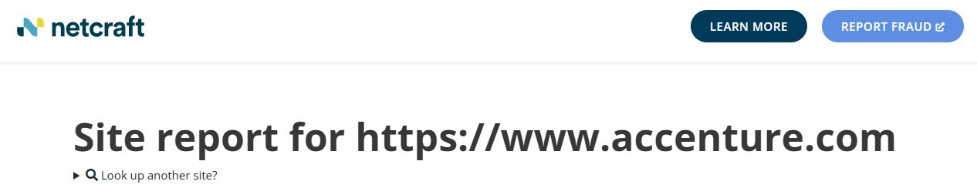 netcraft
LEARN MORE
REPORT FRAUD
Site report for https://www.accenture.com
Look up another site?